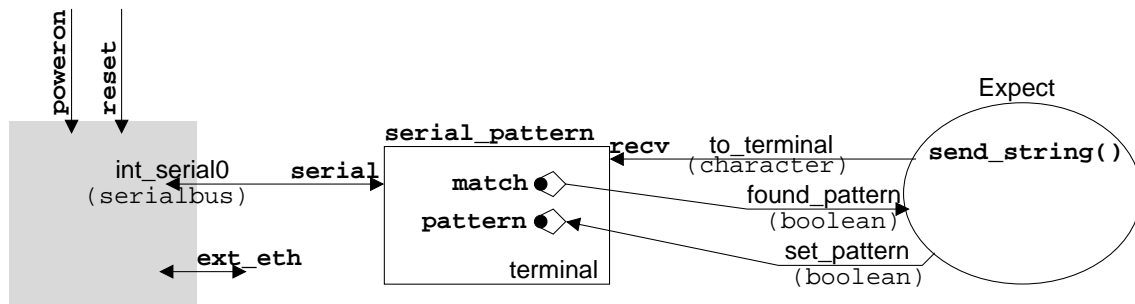 poweron
reset
Expect
serial_pattern
recv
to_terminal
(character)
send_string()
int_serial0
(serialbus)
serial
match
found_pattern
(boolean)
pattern
set_pattern
(boolean)
ext_eth
terminal